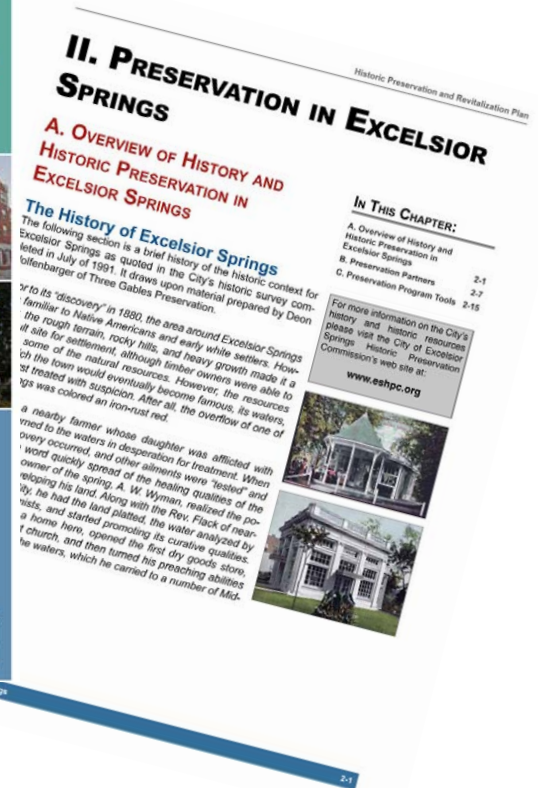 Historic Preservation and Revitalization Plan
II. Preservation in Excelsior
Springs
A. Overview of History and
Historic Preservation in
Excelsior Springs
The History of Excelsior Springs
The following section is a brief history of the historic context for
Excelsior Springs as quoted in the City's historic survey com-
leted in July of 1991. It draws upon material prepared by Deon
olfenbarger of Three Gables Preservation.
or to its "discovery" in 1880, the area around Excelsior Springs
familiar to Native Americans and early white settlers. How-
the rough terrain, rocky hills, and heavy growth made it a
ult site for settlement, although timber owners were able to
some of the natural resources. However, the resources
ch the town would eventually become famous, its waters,
st treated with suspicion. After all, the overflow of one of
ngs was colored an iron-rust red.
a nearby farmer whose daughter was afflicted with
rned to the waters in desperation for treatment. When
overy occurred, and other ailments were "tested" and
word quickly spread of the healing qualities of the
owner of the spring, A. W. Wyman, realized the po-
veloping his land. Along with the Rev. Flack of near-
ity, he had the land platted, the water analyzed by
mists, and started promoting its curative qualities.
a home here, opened the first dry goods store,
t church, and then turned his preaching abilities
he waters, which he carried to a number of Mid-
In This Chapter:
A. Overview of History and
Historic Preservation in
Excelsior Springs 2-1
B. Preservation Partners 2-7
C. Preservation Program Tools 2-15
For more information on the City's
history and historic resources
please visit the City of Excelsior
Springs Historic Preservation
Commission's web site at:
www.eshpc.org
gs
2-1